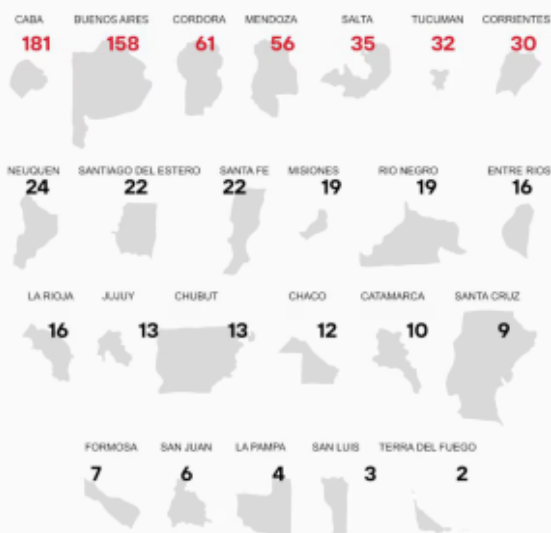 CABA BUENOS AIRES CORDORA MENDOZA SALTA TUCUMAN CORRIENTES
181 158 61 56 35 32 30
NEUQUEN SANTIAGO DEL ESTERO SANTA FE MISIONES RIO NEGRO ENTRE RIOS
24 22 22 19 19 16
LA RIOJA JUJUY CHUBUT CHACO CATAMARCA SANTA CRUZ
16 13 13 12 10 9
FORMOSA SAN JUAN LA PAMPA SAN LUIS TERRA DEL FUEGO
7 6 4 3 2